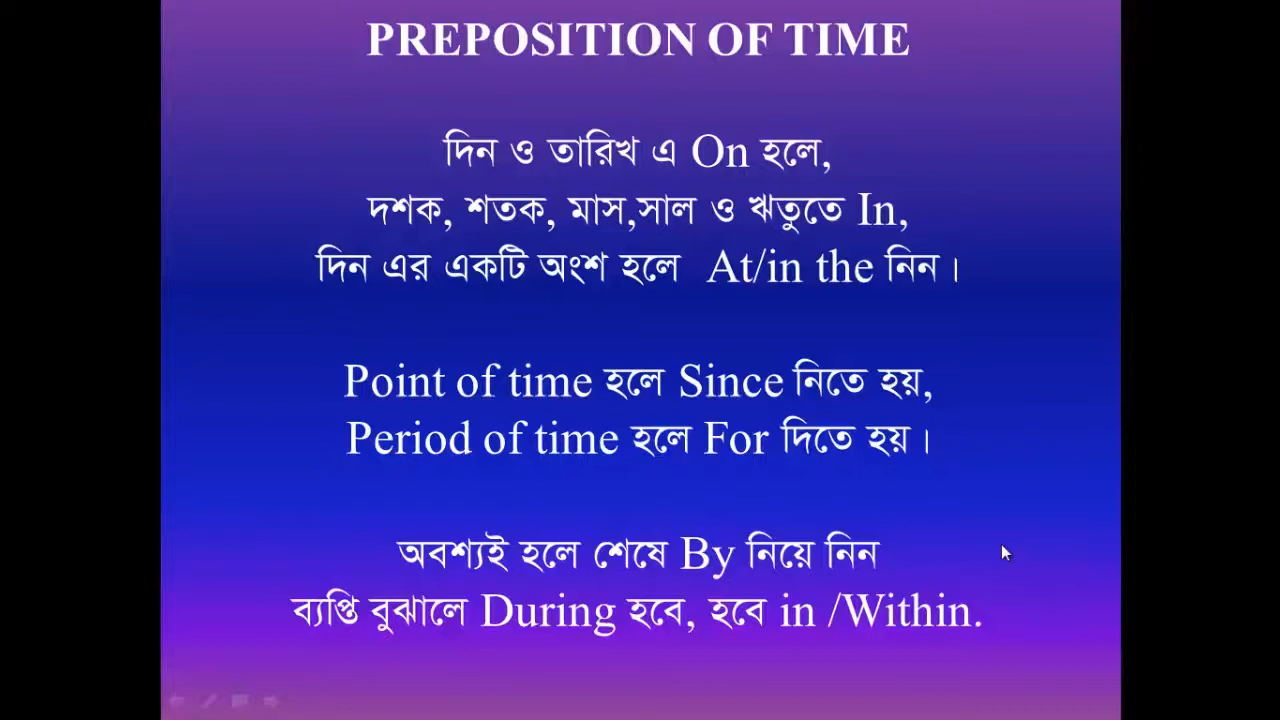 PREPOSITION OF TIME
দিন ও তারিখ এ On হলে,
দশক, শতক, মাস,সাল ও ঋতুতে In,
দিন এর একটি অংশ হলে At/in the নিন।
Point of time হলে Since নিতে হয়,
Period of time হলে For দিতে হয়।
অবশ্যই হলে শেষে By নিয়ে নিন
ব্যপ্তি বুঝালে During হবে, হবে in /Within.